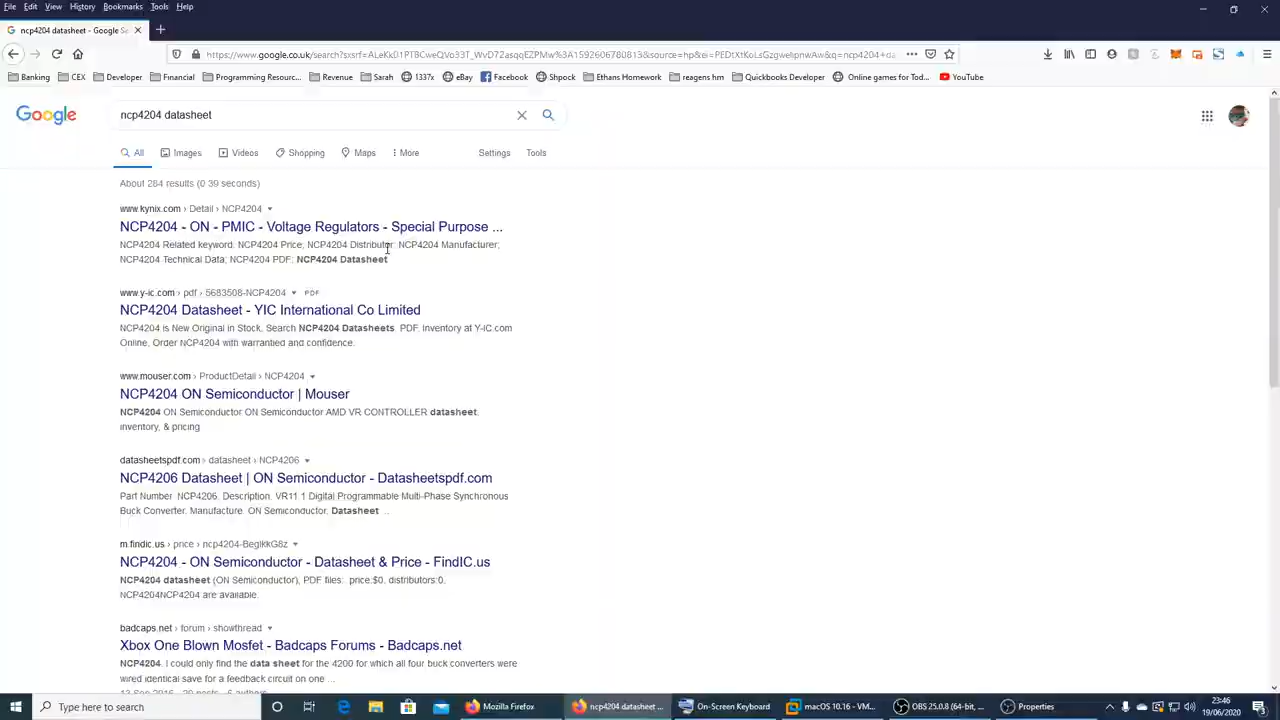 File Edit View History Bookmarks Tools Help
ncp4204 datasheet - Google Se
Banking CEX Developer Financial Programming Resourc... Revenue Sarah 1337x eBay Facebook Shpock Ethans Homework reagens hm Quickbooks Developer Online games for Tod... YouTube
Google
ncp4204 datasheet
All Images Videos Shopping Maps More Settings Tools
About 284 results (0 39 seconds)
www.kynix.com › Detail › NCP4204
NCP4204 - ON - PMIC - Voltage Regulators - Special Purpose ...
NCP4204 Related keyword. NCP4204 Price; NCP4204 Distributor; NCP4204 Manufacturer;
NCP4204 Technical Data; NCP4204 PDF; NCP4204 Datasheet
www.y-ic.com › pdf › 5683508-NCP4204 PDF
NCP4204 Datasheet - YIC International Co Limited
NCP4204 is New Original in Stock, Search NCP4204 Datasheets PDF, Inventory at Y-IC.com
Online, Order NCP4204 with warrantied and confidence.
www.mouser.com › ProductDetail › NCP4204
NCP4204 ON Semiconductor | Mouser
NCP4204 ON Semiconductor ON Semiconductor AMD VR CONTROLLER datasheet,
inventory, & pricing
datasheetspdf.com › datasheet › NCP4206
NCP4206 Datasheet | ON Semiconductor - Datasheetspdf.com
Part Number NCP4206. Description. VR11 1 Digital Programmable Multi-Phase Synchronous
Buck Converter. Manufacture ON Semiconductor. Datasheet ...
m.findic.us › price › ncp4204-BeglkkG8z
NCP4204 - ON Semiconductor - Datasheet & Price - FindIC.us
NCP4204 datasheet (ON Semiconductor), PDF files: price:$0. distributors:0.
NCP4204NCP4204 are available.
badcaps.net › forum › showthread
Xbox One Blown Mosfet - Badcaps Forums - Badcaps.net
NCP4204. I could only find the data sheet for the 4200 for which all four buck converters were
wired identical save for a feedback circuit on one ...
13 Sep 2016 - 20 posts - 6 authors
Type here to search
Mozilla Firefox
ncp4204 datasheet ...
On-Screen Keyboard
macOS 10.16 - VM...
OBS 25.0.8 (64-bit, ...
Properties
23:46
19/06/2020